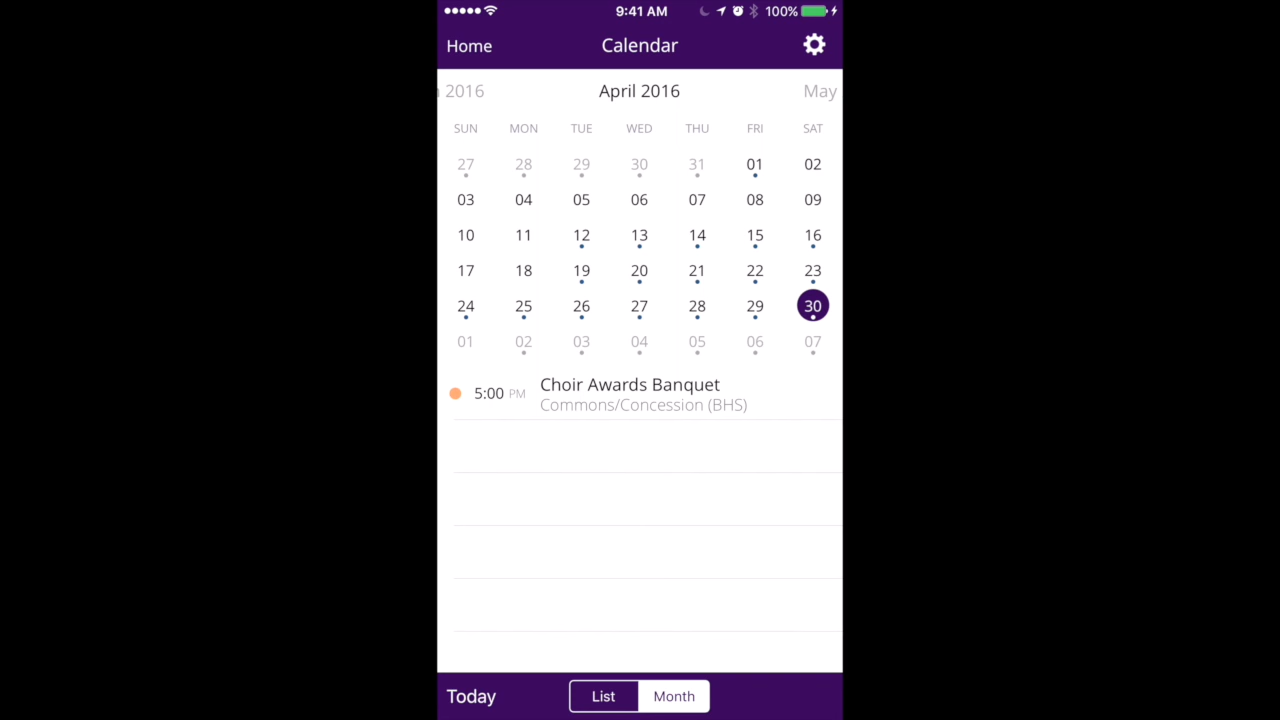 9:41 AM 100%
Home Calendar
2016 April 2016 May
SUN MON TUE WED THU FRI SAT
27 28 29 30 31 01 02
03 04 05 06 07 08 09
10 11 12 13 14 15 16
17 18 19 20 21 22 23
24 25 26 27 28 29 30
01 02 03 04 05 06 07
5:00 PM Choir Awards Banquet
Commons/Concession (BHS)
Today List Month